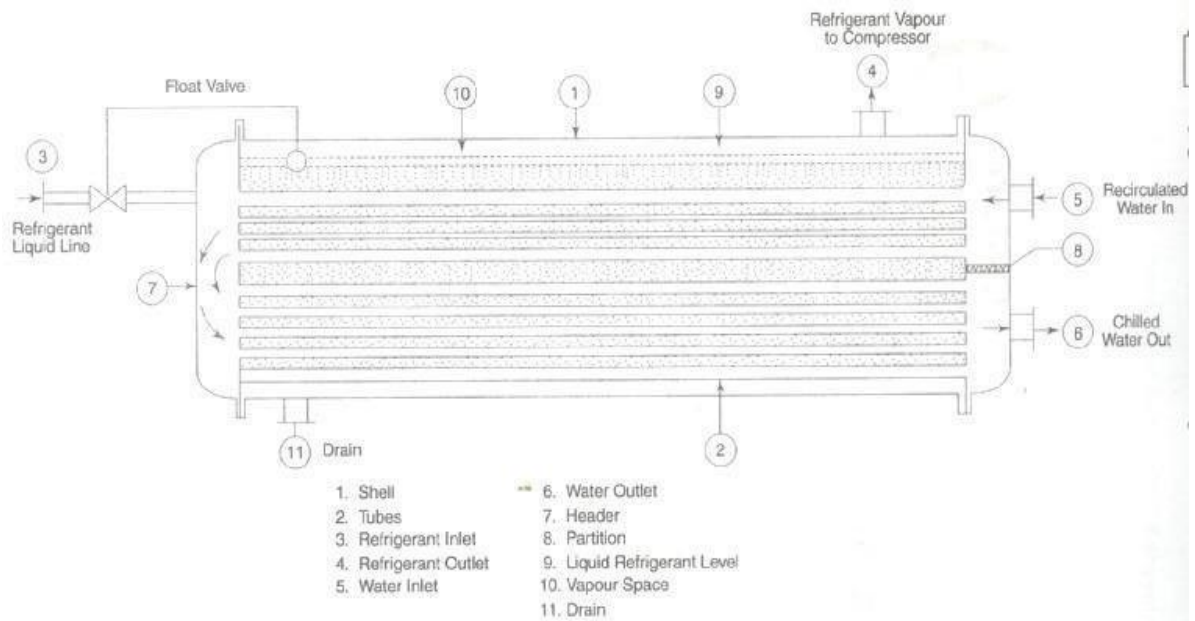 Refrigerant Vapour
to Compressor
Float Valve
4
10
1
9
3
Refrigerant
Liquid Line
5
Recirculated
Water In
8
7
6
Chilled
Water Out
11
Drain
2
1. Shell
2. Tubes
3. Refrigerant Inlet
4. Refrigerant Outlet
5. Water Inlet
6. Water Outlet
7. Header
8. Partition
9. Liquid Refrigerant Level
10. Vapour Space
11. Drain